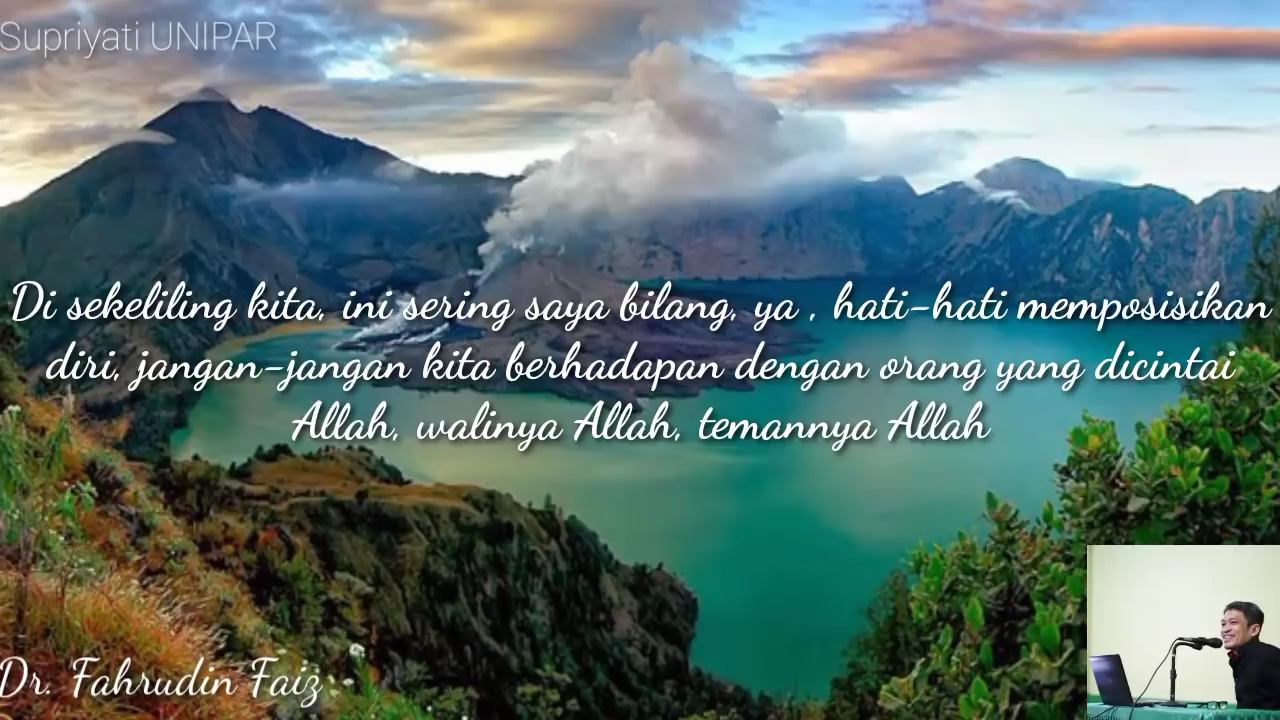 Supriyati UNIPAR
Di sekeliling kita, ini sering saya bilang, ya , hati-hati memposisikan
diri, jangan-jangan kita berhadapan dengan orang yang dicintai
Allah, walinya Allah, temannya Allah
Dr. Fahrudin Faiz